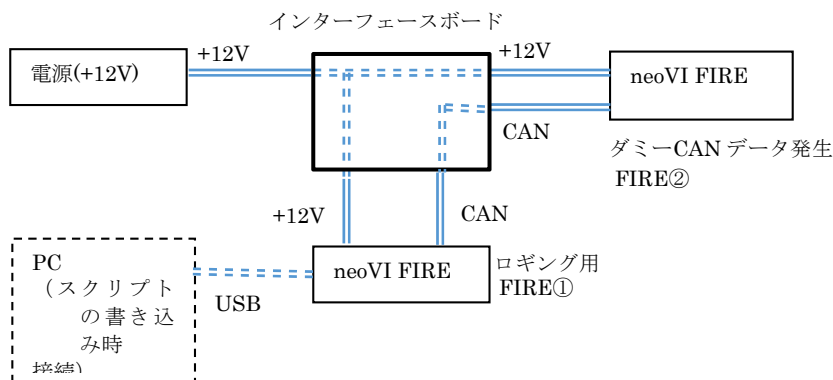 インターフェースボード
電源(+12V)
+12V
+12V
neoVI FIRE
CAN
ダミーCAN データ発生
FIRE②
+12V
CAN
PC
（スクリプト
の書き込
み時
接続）
USB
neoVI FIRE
ロギング用
FIRE①